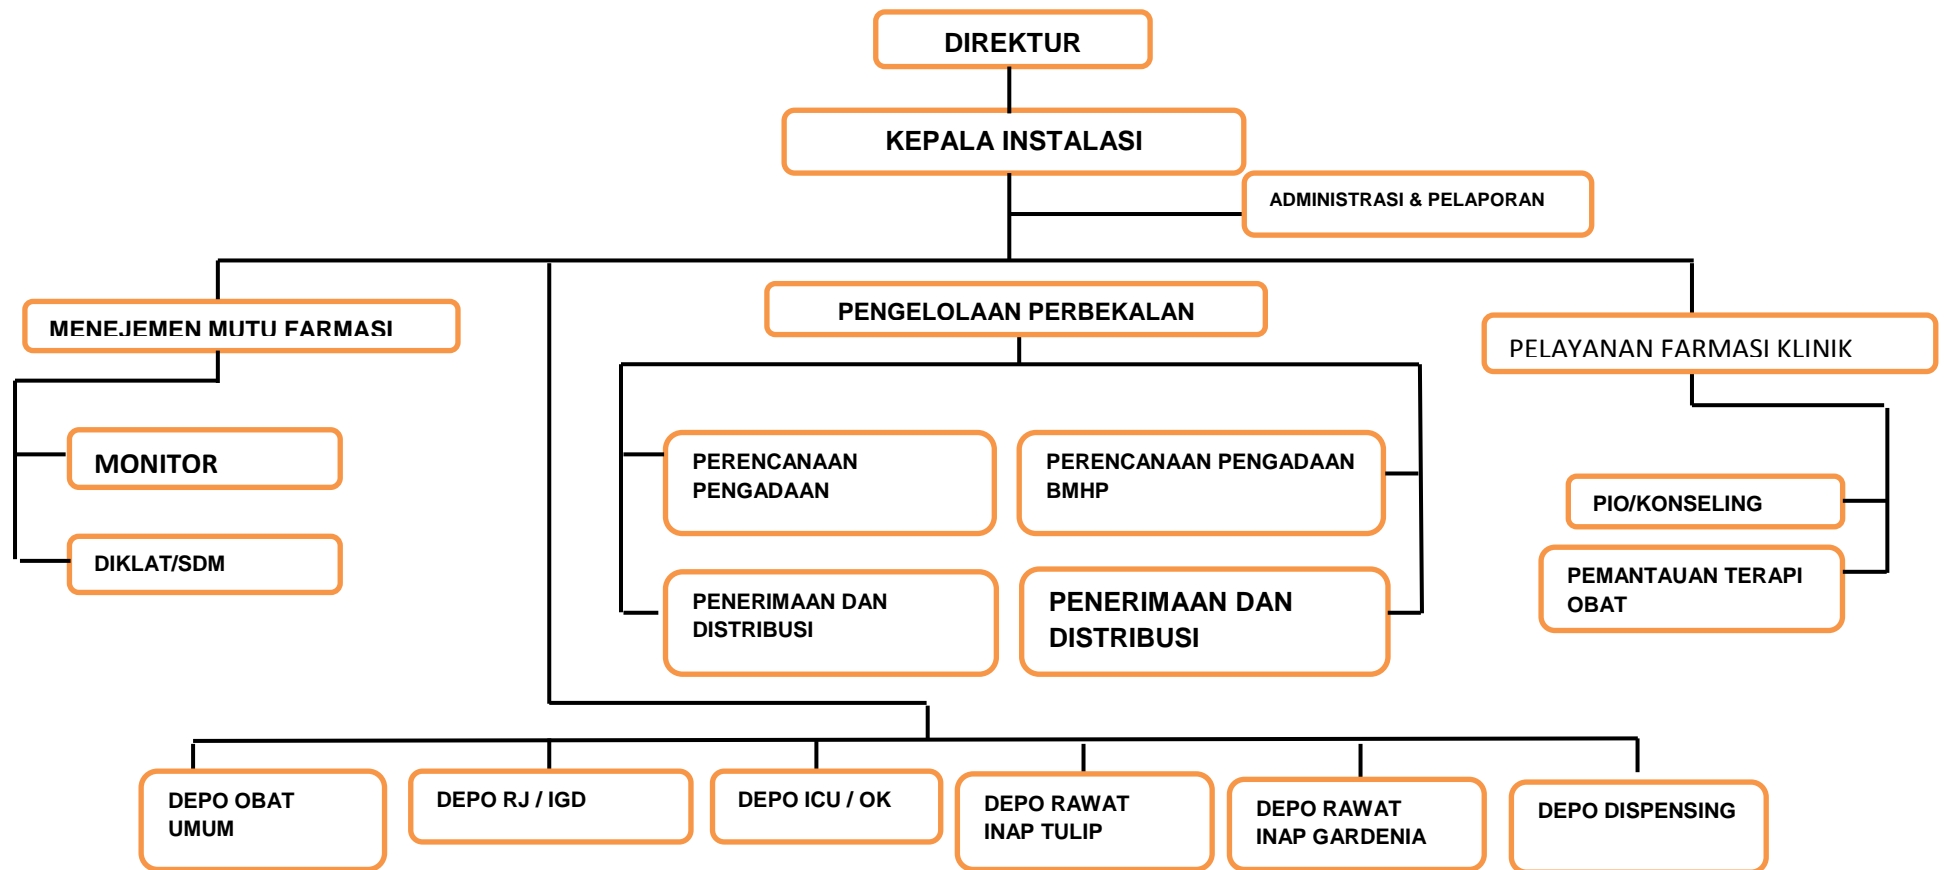 DIREKTUR
KEPALA INSTALASI
ADMINISTRASI & PELAPORAN
MENEJEMEN MUTU FARMASI
PENGELOLAAN PERBEKALAN
PELAYANAN FARMASI KLINIK
MONITOR
DIKLAT/SDM
PERENCANAAN
PENGADAAN
PERENCANAAN PENGADAAN
BMHP
PENERIMAAN DAN
DISTRIBUSI
PENERIMAAN DAN
DISTRIBUSI
PIO/KONSELING
PEMANTAUAN TERAPI
OBAT
DEPO OBAT
UMUM
DEPO RJ / IGD
DEPO ICU / OK
DEPO RAWAT
INAP TULIP
DEPO RAWAT
INAP GARDENIA
DEPO DISPENSING